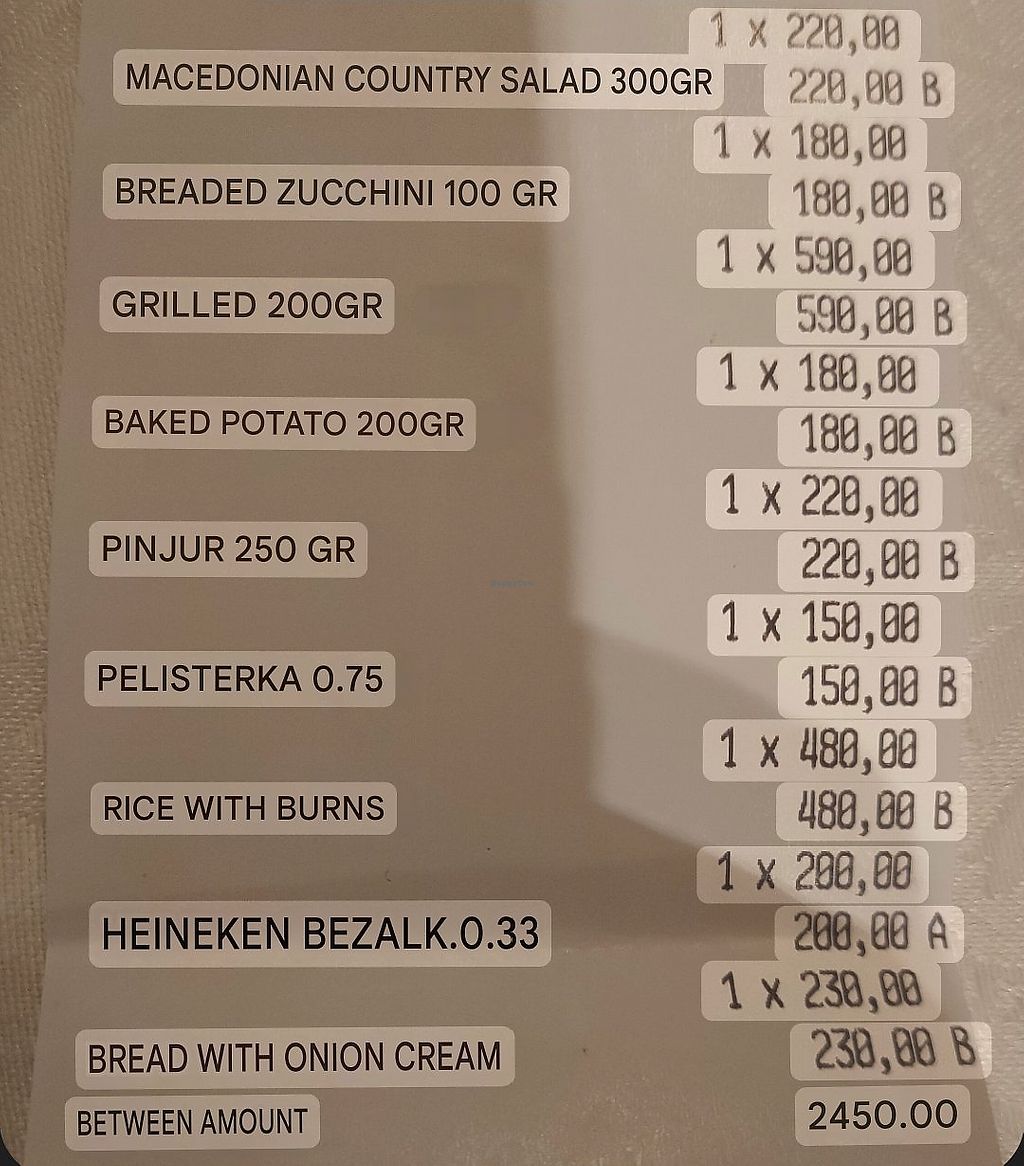 1 x 220,00
MACEDONIAN COUNTRY SALAD 300GR 220,00 B
1 x 180,00
BREADED ZUCCHINI 100 GR 180,00 B
1 x 590,00
GRILLED 200GR 590,00 B
1 x 180,00
BAKED POTATO 200GR 180,00 B
1 x 220,00
PINJUR 250 GR 220,00 B
1 x 150,00
PELISTERKA 0.75 150,00 B
1 x 480,00
RICE WITH BURNS 480,00 B
1 x 200,00
HEINEKEN BEZALK.0.33 200,00 A
1 x 230,00
BREAD WITH ONION CREAM 230,00 B
BETWEEN AMOUNT 2450.00